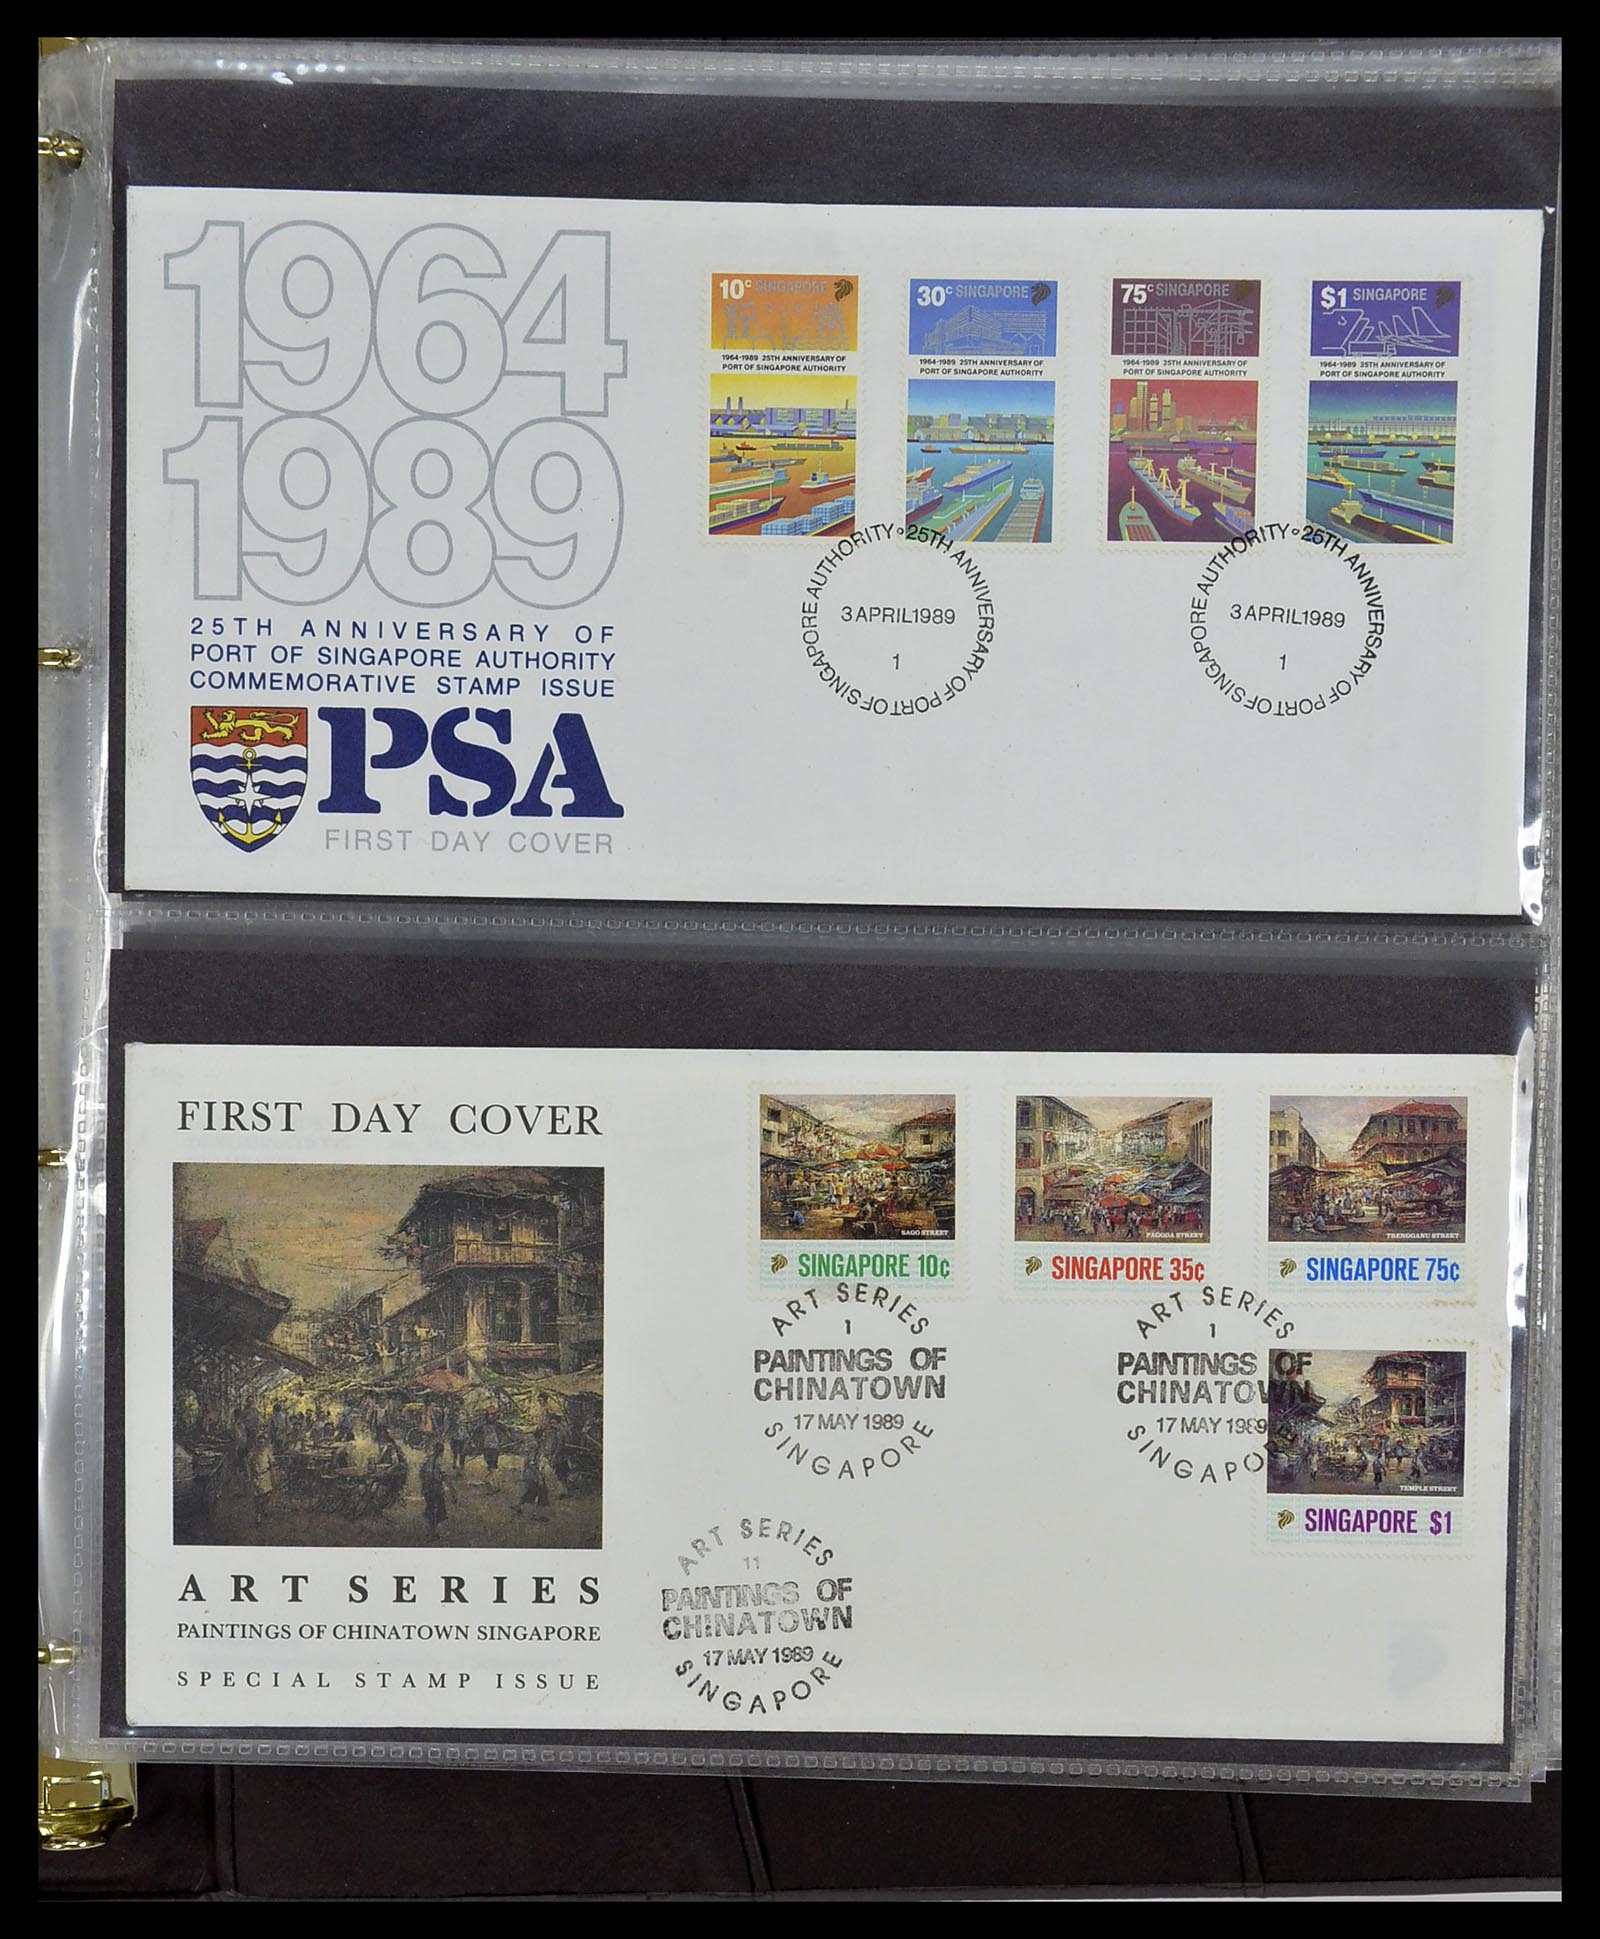 1964
1989
25TH ANNIVERSARY OF
PORT OF SINGAPORE AUTHORITY
COMMEMORATIVE STAMP ISSUE
PSA
FIRST DAY COVER
10c SINGAPORE
1964-1989 25TH ANNIVERSARY OF
PORT OF SINGAPORE AUTHORITY
30c SINGAPORE
1964-1989 25TH ANNIVERSARY OF
PORT OF SINGAPORE AUTHORITY
75c SINGAPORE
1964-1989 25TH ANNIVERSARY OF
PORT OF SINGAPORE AUTHORITY
$1 SINGAPORE
1964-1989 25TH ANNIVERSARY OF
PORT OF SINGAPORE AUTHORITY
25TH ANNIVERSARY OF PORT OF SINGAPORE AUTHORITY
3 APRIL 1989
1
25TH ANNIVERSARY OF PORT OF SINGAPORE AUTHORITY
3 APRIL 1989
1
FIRST DAY COVER
ART SERIES
PAINTINGS OF CHINATOWN SINGAPORE
SPECIAL STAMP ISSUE
SAGO STREET
SINGAPORE 10c
PAGODA STREET
SINGAPORE 35c
TRENGGANU STREET
SINGAPORE 75c
TEMPLE STREET
SINGAPORE $1
ART SERIES
1
PAINTINGS OF
CHINATOWN
17 MAY 1989
SINGAPORE
ART SERIES
1
PAINTINGS OF
CHINATOWN
17 MAY 1989
SINGAPORE
ART SERIES
11
PAINTINGS OF
CHINATOWN
17 MAY 1989
SINGAPORE